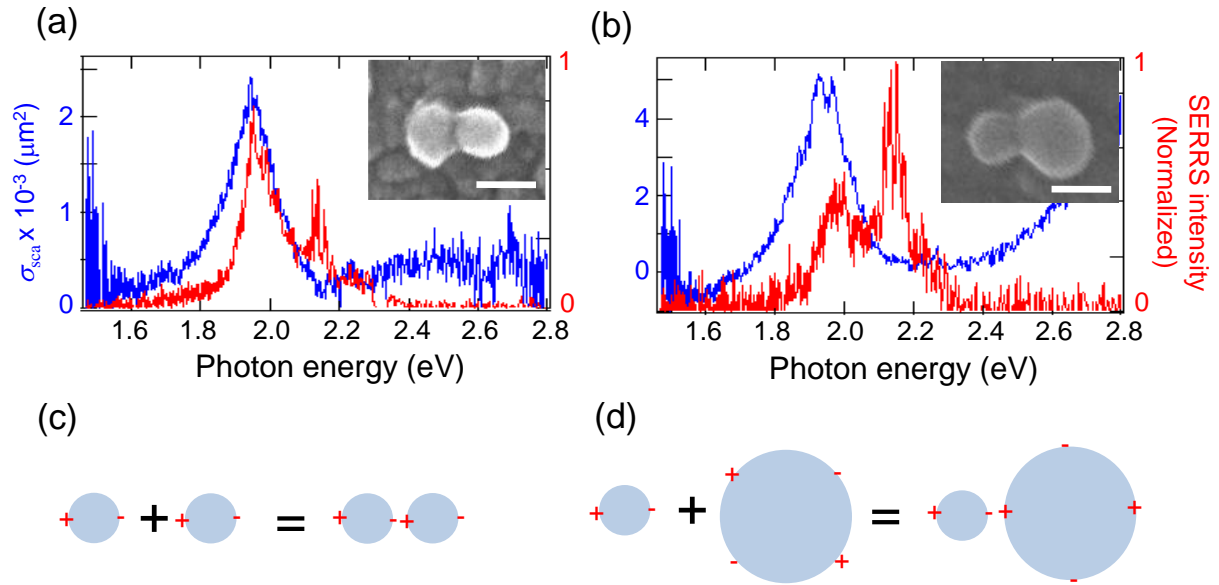 (a)
(b)
σsca x 10⁻³ (μm²)
2
1
0
1
0
1.6 1.8 2.0 2.2 2.4 2.6 2.8
Photon energy (eV)
4
2
0
1
0
SERRS intensity
(Normalized)
1.6 1.8 2.0 2.2 2.4 2.6 2.8
Photon energy (eV)
(c)
(d)
+ - + + - = + - + -
+ - + + - - + = + - + - + -